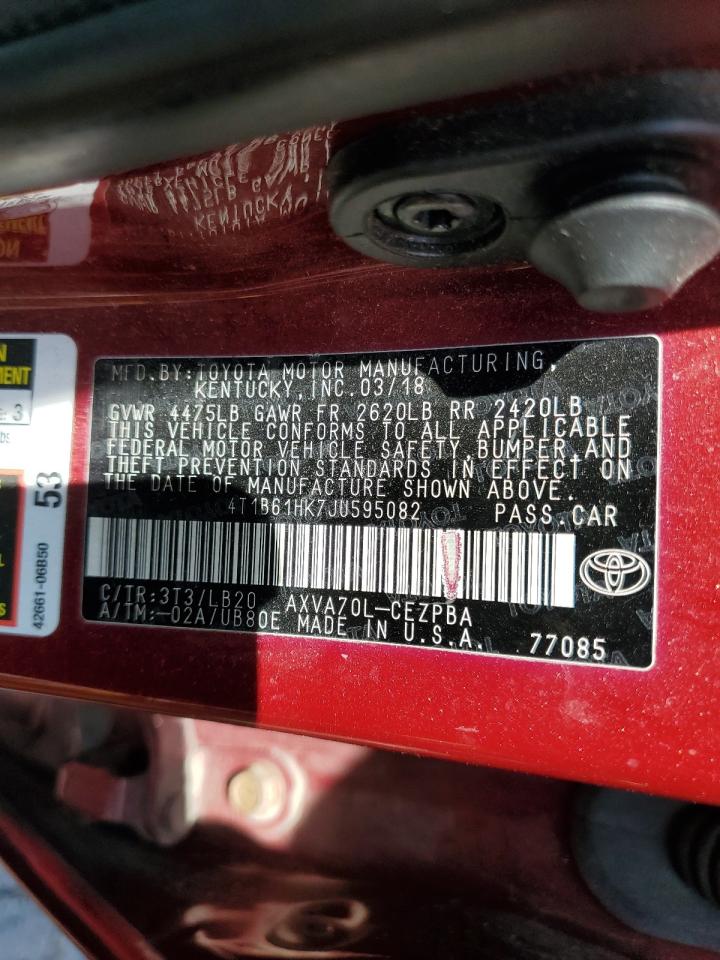 MFD. BY: TOYOTA MOTOR MANUFACTURING,
KENTUCKY, INC. 03/18
GVWR 4475LB GAWR FR 2620LB RR 2420LB
THIS VEHICLE CONFORMS TO ALL APPLICABLE
FEDERAL MOTOR VEHICLE SAFETY, BUMPER, AND
THEFT PREVENTION STANDARDS IN EFFECT ON
THE DATE OF MANUFACTURE SHOWN ABOVE.
4T1B61HK7JU595082 PASS.CAR
C/TR:3T3/LB20 AXVA70L-CEZPBA
A/TM:-02A/UB80E MADE IN U.S.A. 77085
53
42661-06B50